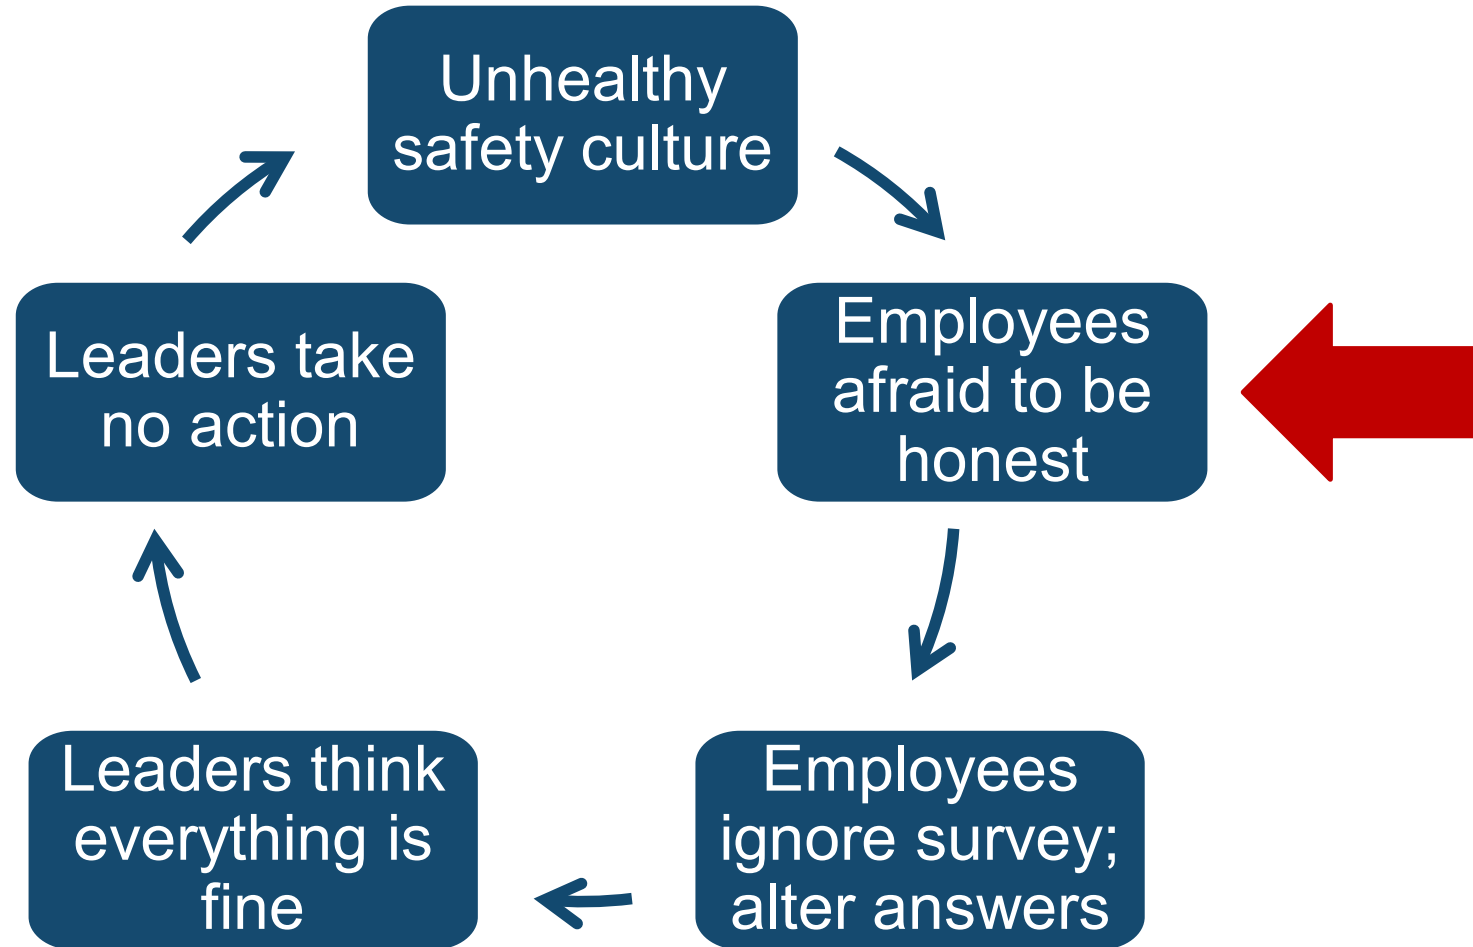 Unhealthy
safety culture
Employees
afraid to be
honest
Employees
ignore survey;
alter answers
Leaders think
everything is
fine
Leaders take
no action